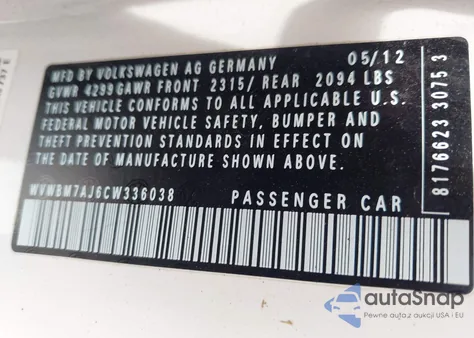 MFD BY VOLKSWAGEN AG GERMANY 05/12
GVWR 4299 GAWR FRONT 2315/ REAR 2094 LBS
THIS VEHICLE CONFORMS TO ALL APPLICABLE U.S.
FEDERAL MOTOR VEHICLE SAFETY, BUMPER AND
THEFT PREVENTION STANDARDS IN EFFECT ON
THE DATE OF MANUFACTURE SHOWN ABOVE.
WVWBM7AJ6CW336038 PASSENGER CAR
8176623 3075 3
autoSnap
Pewne auta z aukcji USA i EU